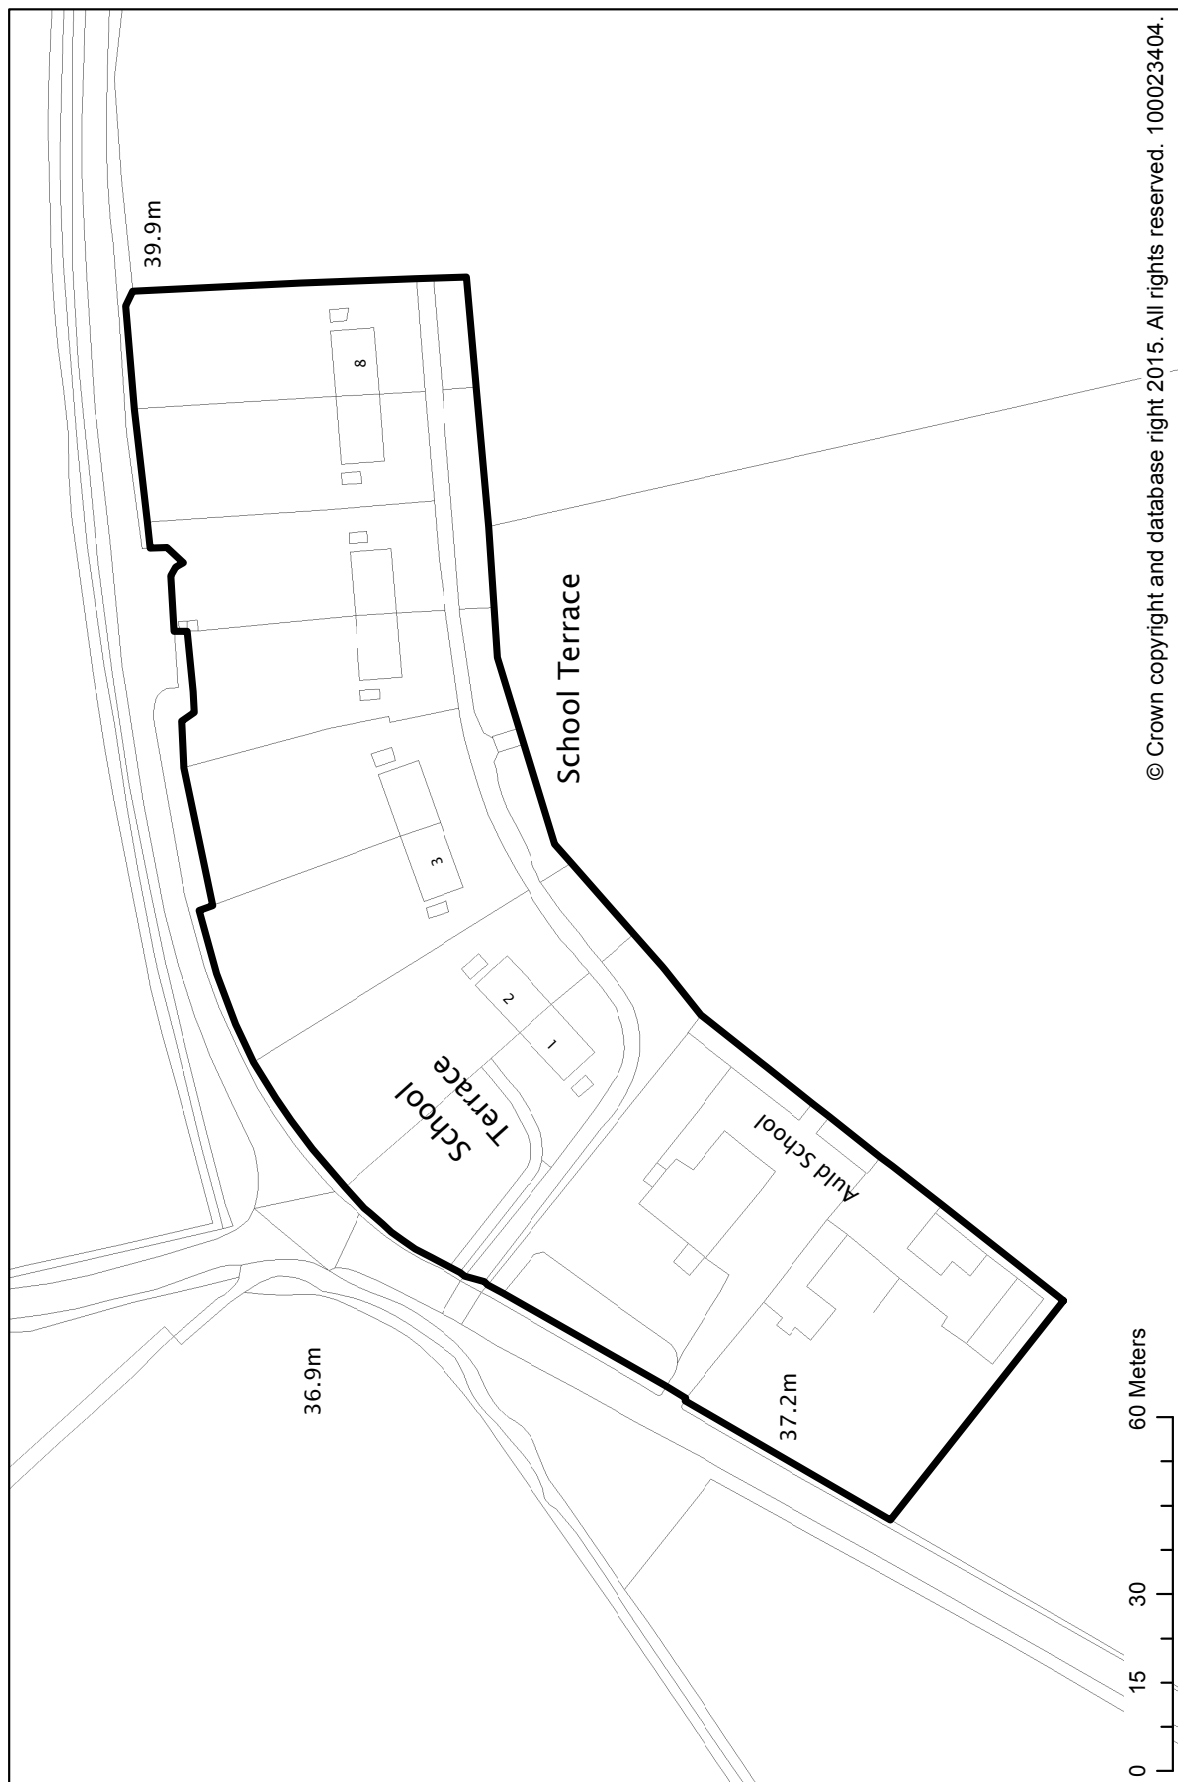 39.9m
8
School Terrace
3
2
1
School
Terrace
Auld School
36.9m
37.2m
0 15 30 60 Meters
© Crown copyright and database right 2015. All rights reserved. 100023404.